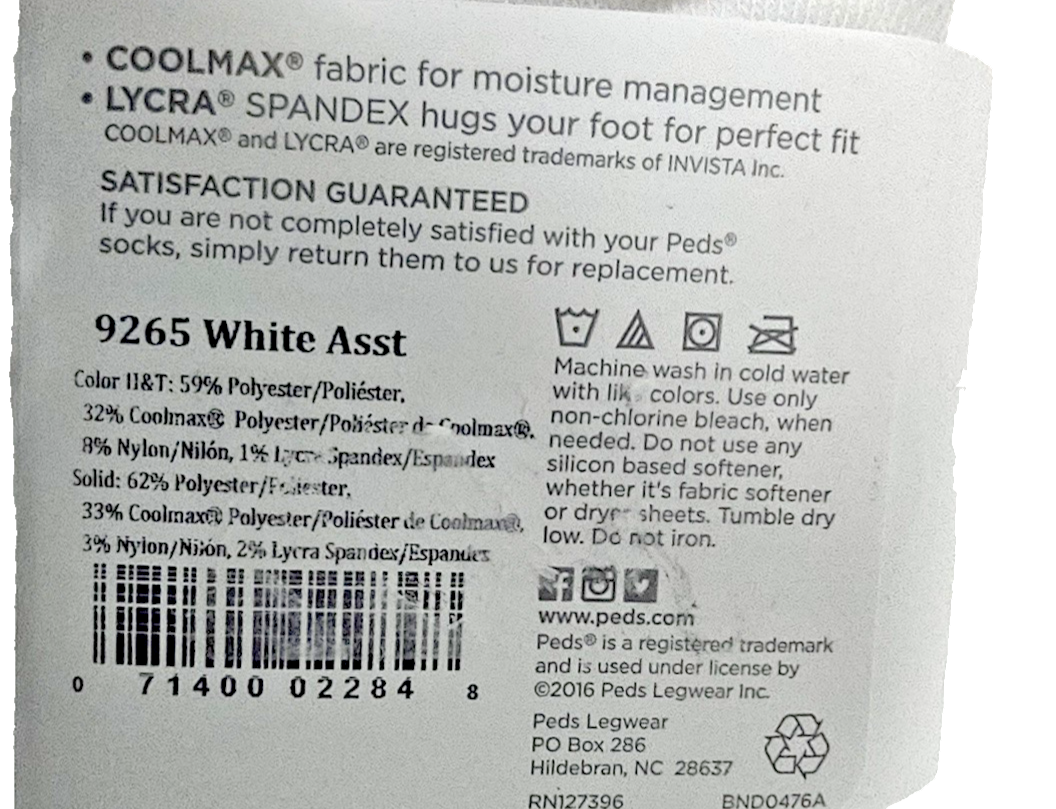 • COOLMAX® fabric for moisture management
• LYCRA® SPANDEX hugs your foot for perfect fit
COOLMAX® and LYCRA® are registered trademarks of INVISTA Inc.
SATISFACTION GUARANTEED
If you are not completely satisfied with your Peds®
socks, simply return them to us for replacement.
9265 White Asst
Color H&T: 59% Polyester/Poliéster,
32% Coolmax® Polyester/Poliéster de Coolmax®,
8% Nylon/Nilón, 1% Lycra Spandex/Espandex
Solid: 62% Polyester/Poliéster,
33% Coolmax® Polyester/Poliéster de Coolmax®,
3% Nylon/Nilón, 2% Lycra Spandex/Espandex
0 71400 02284 8
Machine wash in cold water
with like colors. Use only
non-chlorine bleach, when
needed. Do not use any
silicon based softener,
whether it's fabric softener
or dryer sheets. Tumble dry
low. Do not iron.
www.peds.com
Peds® is a registered trademark
and is used under license by
©2016 Peds Legwear Inc.
Peds Legwear
PO Box 286
Hildebran, NC 28637
RN127396 BND0476A